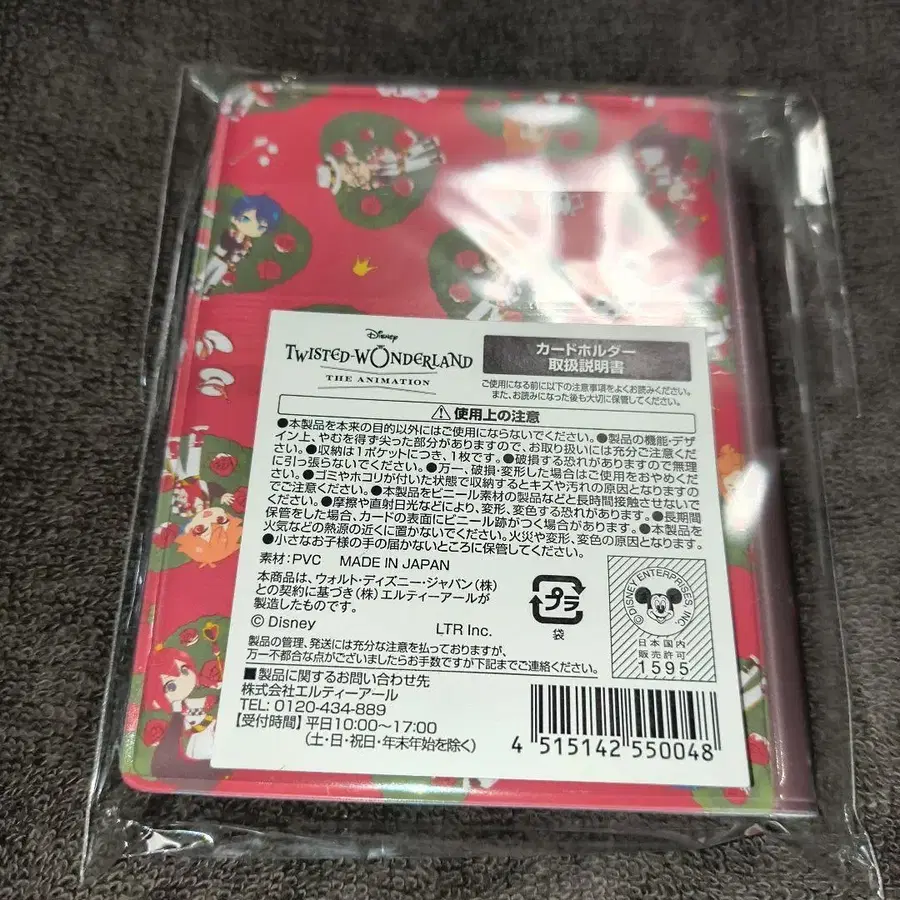 Disney
TWISTED-WONDERLAND
THE ANIMATION
カードホルダー
取扱説明書
ご使用になる前に以下の注意事項をよくお読みください。
また、お読みになった後も大切に保管してください。
⚠使用上の注意
●本製品を本来の目的以外にはご使用にならないでください。●製品の機能・デザ
イン上、やむを得ず尖った部分がありますので、お取り扱いには充分ご注意くだ
さい。●収納は1ポケットにつき、1枚です。●破損する恐れがありますので無理
に引っ張らないでください。●万一、破損・変形した場合はご使用をおやめくだ
さい。●ゴミやホコリが付いた状態で収納するとキズや汚れの原因となりますの
でご注意ください。●本製品をビニール素材の製品などと長時間接触させないで
ください。●摩擦や直射日光などにより、変形、変色する恐れがあります。●長期間
保管をした場合、カードの表面にビニール跡がつく場合があります。●本製品を
火気などの熱源の近くに置かないでください。火災や変形、変色の原因となります。
●小さなお子様の手の届かないところに保管してください。
素材:PVC MADE IN JAPAN
本商品は、ウォルト・ディズニー・ジャパン(株)
との契約に基づき(株)エルティーアールが
製造したものです。
© Disney LTR Inc.
プラ
袋
© DISNEY ENTERPRISES, INC.
日本国内
販売許可
1595
製品の管理、発送には充分な注意を払っておりますが、
万一不都合な点がございましたらお手数ですが下記までご連絡ください。
■製品に関するお問い合わせ先
株式会社エルティーアール
TEL: 0120-434-889
【受付時間】平日10:00〜17:00
(土・日・祝日・年末年始を除く)
4 515142 550048